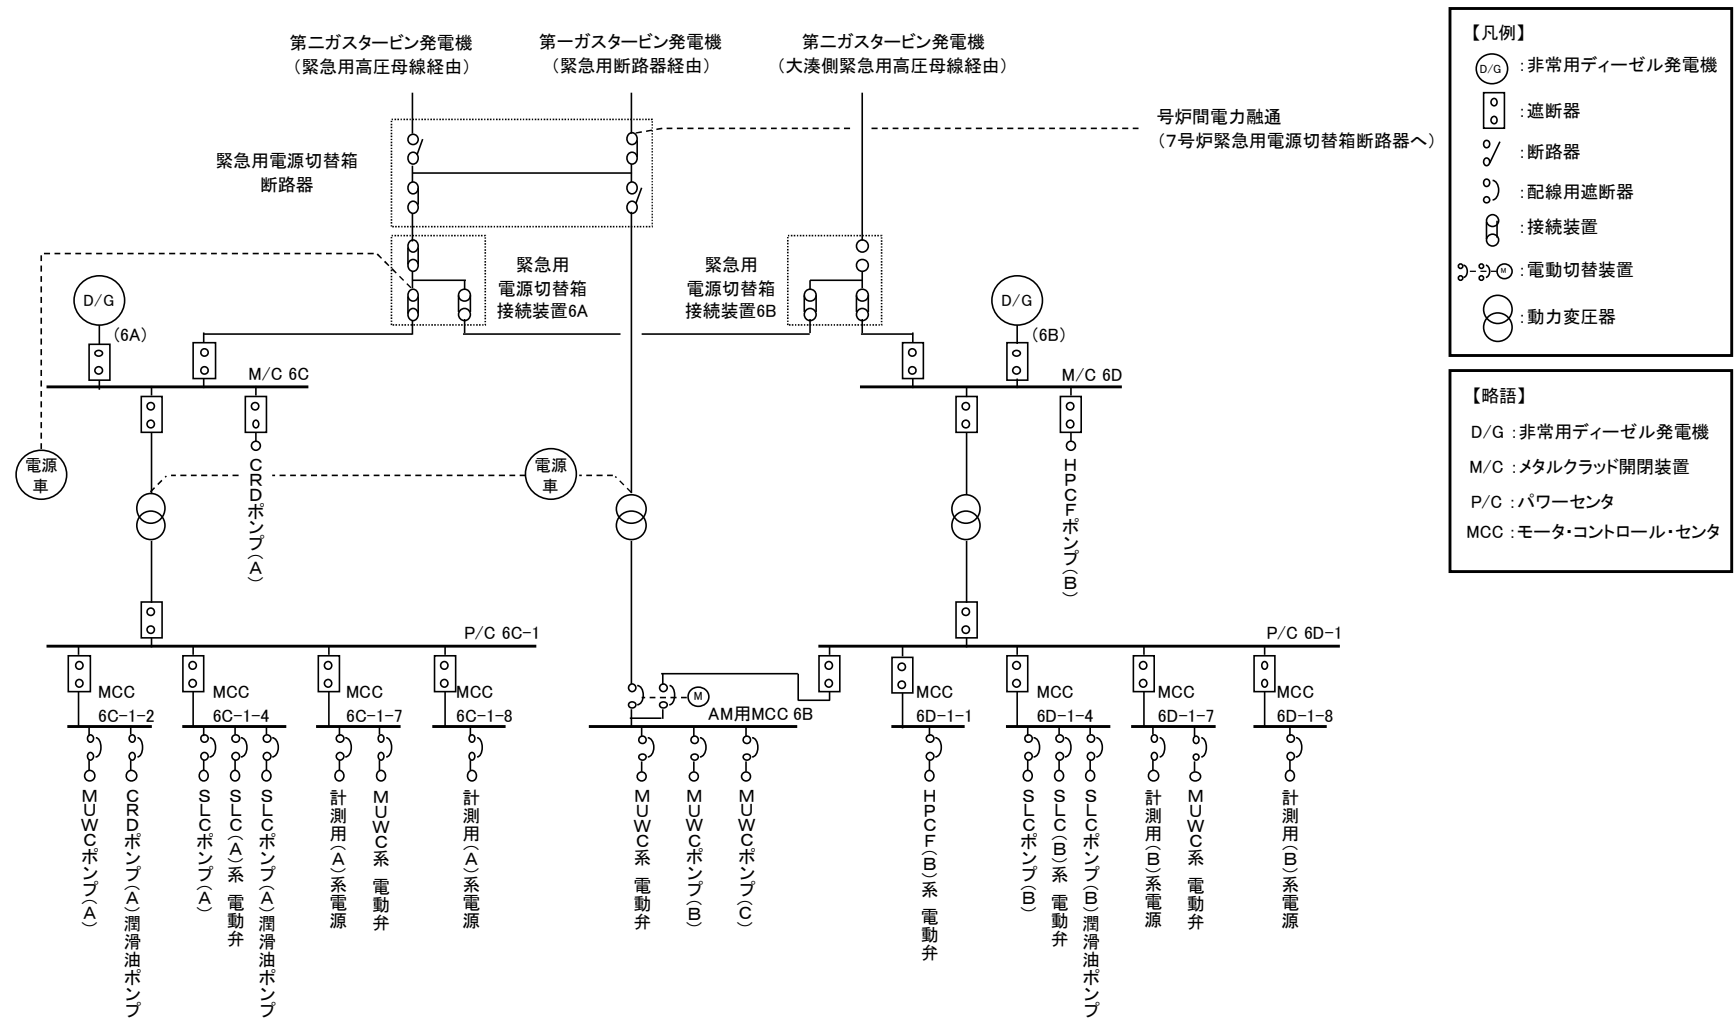 第二ガスタービン発電機
（緊急用高圧母線経由）
第一ガスタービン発電機
（緊急用断路器経由）
第二ガスタービン発電機
（大湊側緊急用高圧母線経由）
号炉間電力融通
（7号炉緊急用電源切替箱断路器へ）
緊急用電源切替箱
断路器
緊急用
電源切替箱
接続装置6A
緊急用
電源切替箱
接続装置6B
D/G
(6A)
D/G
(6B)
M/C 6C
M/C 6D
電源
車
電源
車
CRDポンプ(A)
HPCFポンプ(B)
P/C 6C-1
P/C 6D-1
MCC
6C-1-2
MCC
6C-1-4
MCC
6C-1-7
MCC
6C-1-8
M
AM用MCC 6B
MCC
6D-1-1
MCC
6D-1-4
MCC
6D-1-7
MCC
6D-1-8
MUWCポンプ(A)
CRDポンプ(A)潤滑油ポンプ
SLCポンプ(A)
SLC(A)系 電動弁
SLCポンプ(A)潤滑油ポンプ
計測用(A)系電源
MUWC系 電動弁
計測用(A)系電源
MUWC系 電動弁
MUWCポンプ(B)
MUWCポンプ(C)
HPCF(B)系 電動弁
SLCポンプ(B)
SLC(B)系 電動弁
SLCポンプ(B)潤滑油ポンプ
計測用(B)系電源
MUWC系 電動弁
計測用(B)系電源
【凡例】
D/G ：非常用ディーゼル発電機
：遮断器
：断路器
：配線用遮断器
：接続装置
M ：電動切替装置
：動力変圧器
【略語】
D/G ：非常用ディーゼル発電機
M/C ：メタルクラッド開閉装置
P/C ：パワーセンタ
MCC ：モータ・コントロール・センタ